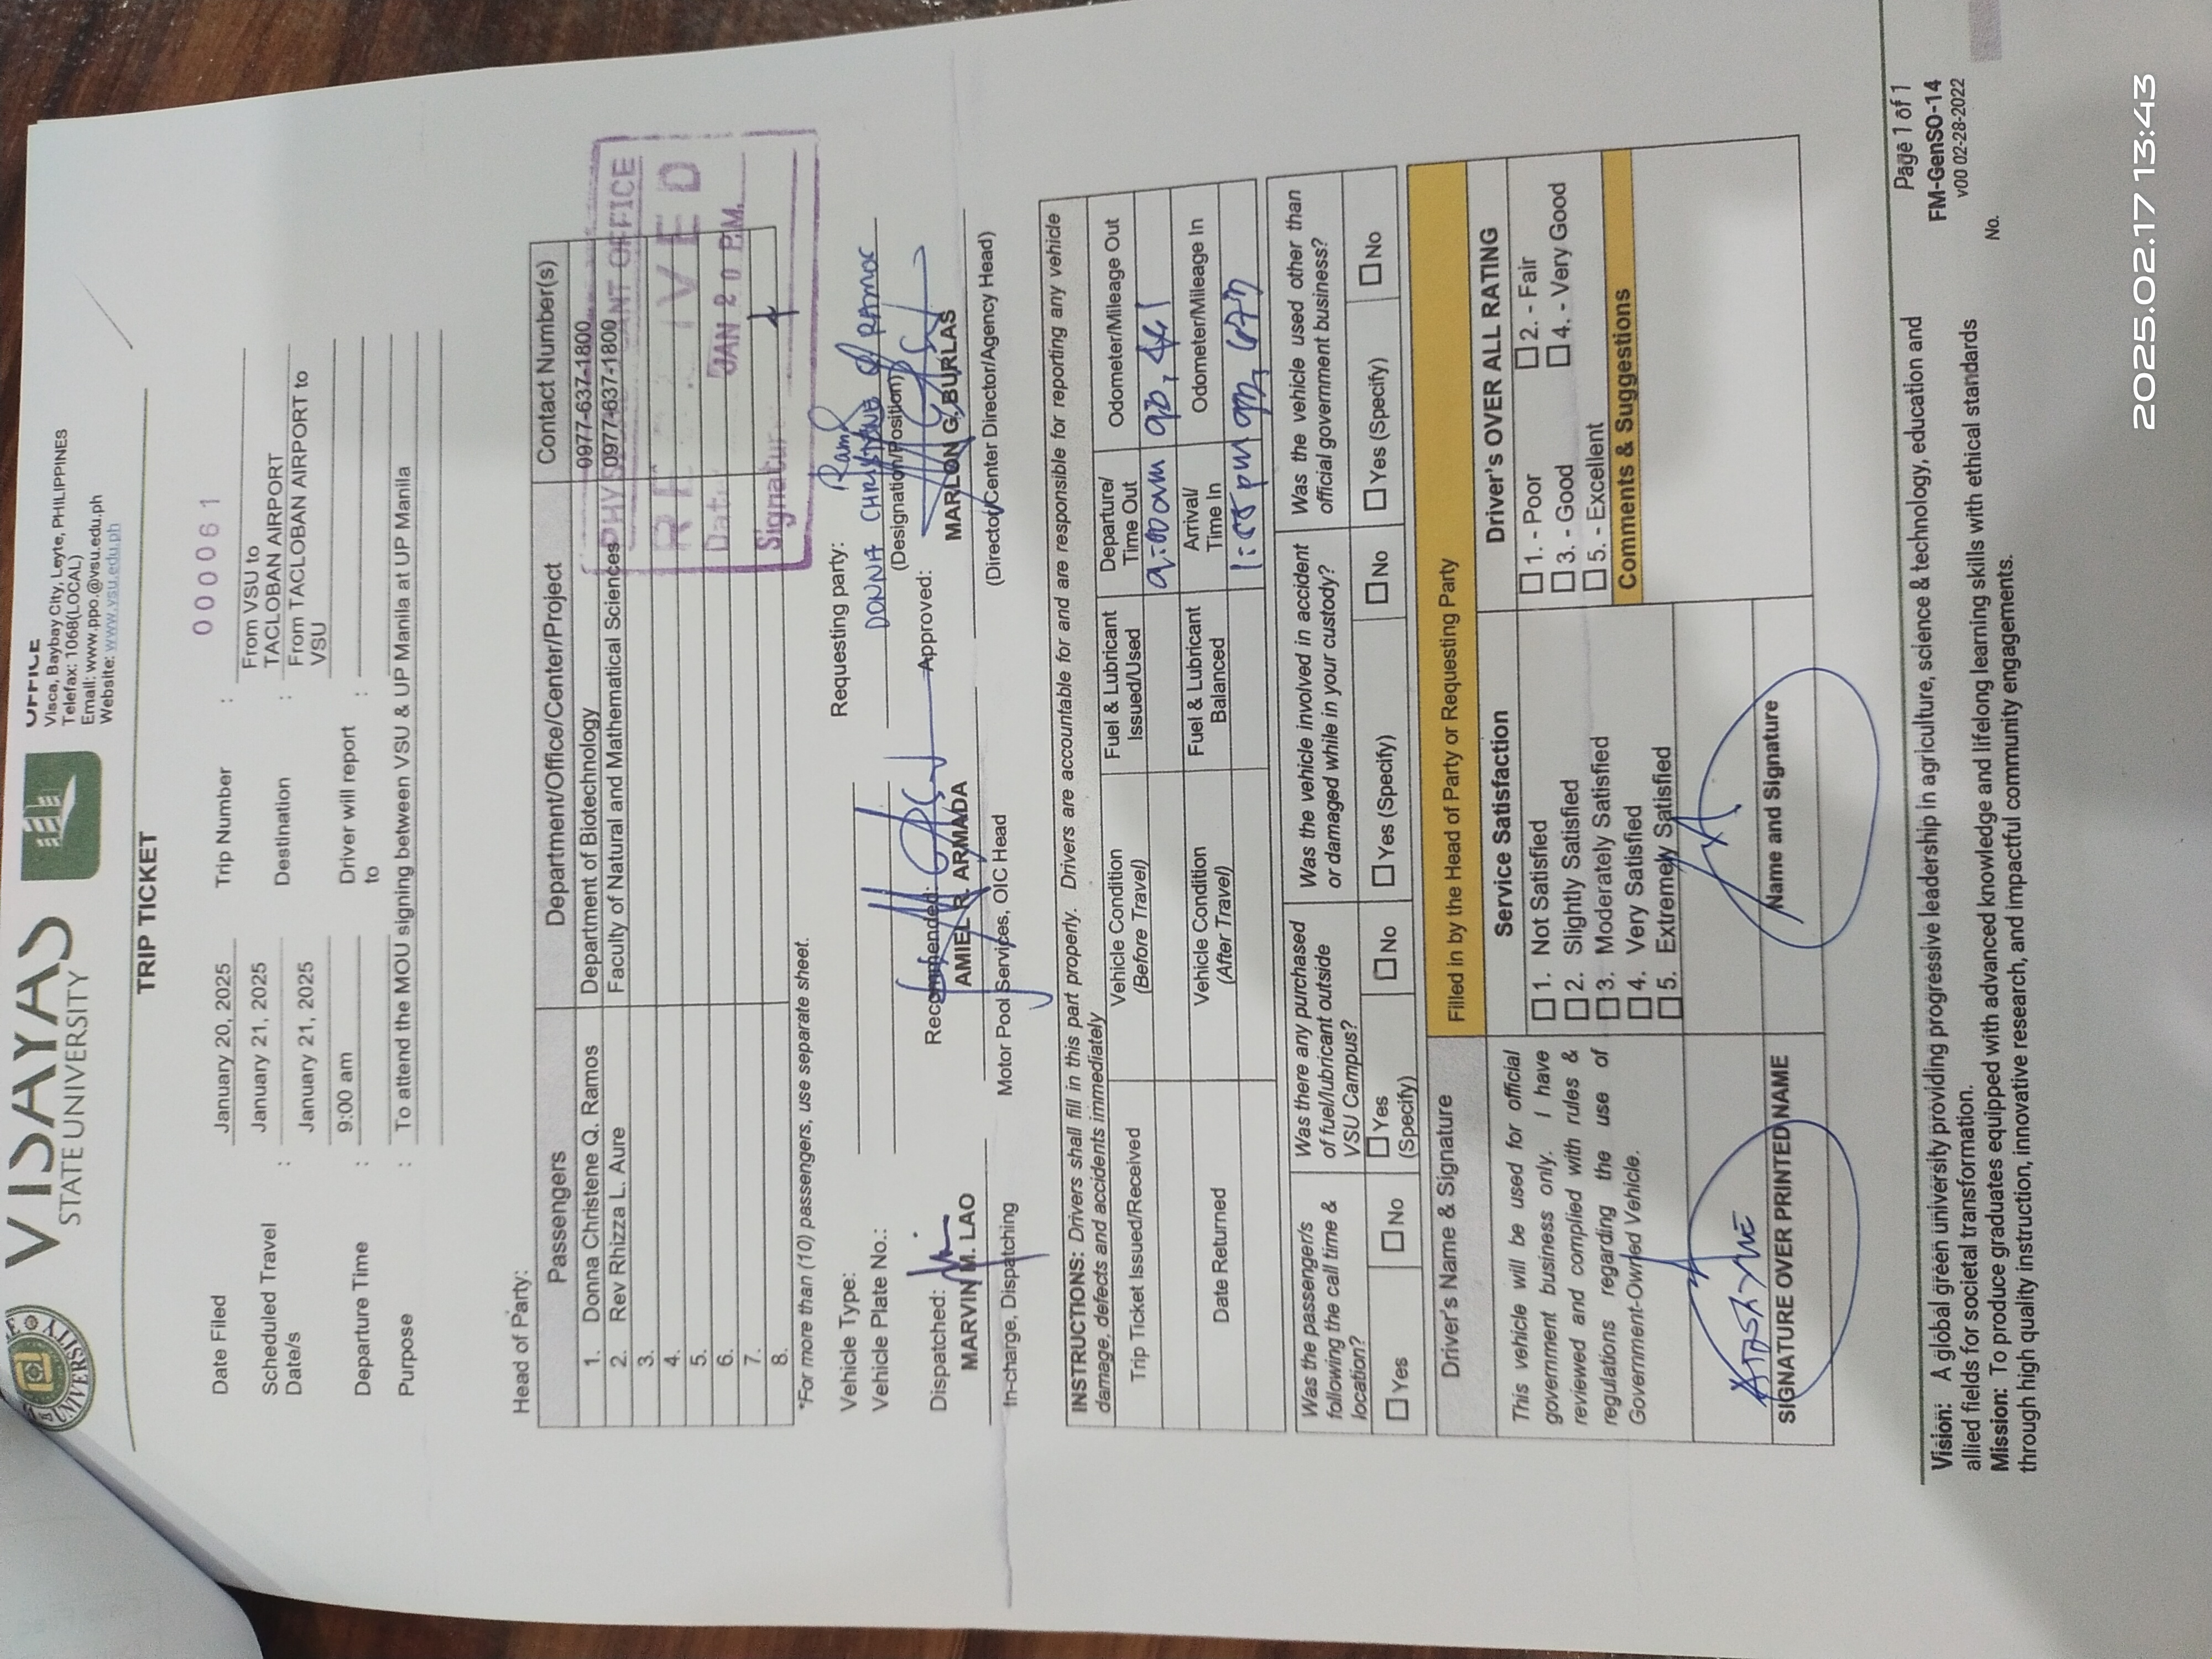 VISAYAS
STATE UNIVERSITY
OFFICE
Visca, Baybay City, Leyte, PHILIPPINES
Telefax: 1068(LOCAL)
Email: www.ppo.@vsu.edu.ph
Website: www.vsu.edu.ph
TRIP TICKET
Date Filed January 20, 2025 Trip Number : 000061
Scheduled Travel Date/s : January 21, 2025 Destination : From VSU to TACLOBAN AIRPORT
January 21, 2025 From TACLOBAN AIRPORT to VSU
Departure Time : 9:00 am Driver will report to :
Purpose : To attend the MOU signing between VSU & UP Manila at UP Manila
Head of Party:
Passengers Department/Office/Center/Project Contact Number(s)
1. Donna Christene Q. Ramos Department of Biotechnology 0977-637-1800
2. Rev Rhizza L. Aure Faculty of Natural and Mathematical Sciences 0977-637-1800
3.
4.
5.
6.
7.
8.
ANT OFFICE
JAN 20 P.M.
Signature
*For more than (10) passengers, use separate sheet.
Vehicle Type: Requesting party:
Vehicle Plate No.: DONNA CHRISTENE Q. RAMOS
(Designation/Position)
Dispatched: Recommended: Approved:
MARVIN M. LAO AMIEL R. ARMADA MARLON G. BURLAS
In-charge, Dispatching Motor Pool Services, OIC Head (Director/Center Director/Agency Head)
INSTRUCTIONS: Drivers shall fill in this part properly. Drivers are accountable for and are responsible for reporting any vehicle
damage, defects and accidents immediately
Trip Ticket Issued/Received Vehicle Condition (Before Travel) Fuel & Lubricant Issued/Used Departure/ Time Out Odometer/Mileage Out
9:00 am 90,441
Date Returned Vehicle Condition (After Travel) Fuel & Lubricant Balanced Arrival/ Time In Odometer/Mileage In
1:55 pm
Was the passengers following the call time & location? Was there any purchased of fuel/lubricant outside VSU Campus? Was the vehicle involved in accident or damaged while in your custody? Was the vehicle used other than official government business?
Yes No Yes (Specify) No Yes (Specify) No Yes (Specify) No
Driver's Name & Signature Filled in by the Head of Party or Requesting Party
Service Satisfaction Driver's OVER ALL RATING
This vehicle will be used for official
government business only. I have
reviewed and complied with rules &
regulations regarding the use of
Government-Owned Vehicle.
1. Not Satisfied
2. Slightly Satisfied
3. Moderately Satisfied
4. Very Satisfied
5. Extremely Satisfied
1. - Poor 2. - Fair
3. - Good 4. - Very Good
5. - Excellent
Comments & Suggestions
SIGNATURE OVER PRINTED NAME Name and Signature
Vision: A global green university providing progressive leadership in agriculture, science & technology, education and
allied fields for societal transformation.
Mission: To produce graduates equipped with advanced knowledge and lifelong learning skills with ethical standards
through high quality instruction, innovative research, and impactful community engagements.
Page 1 of 1
FM-GenSO-14
v00 02-28-2022
No.
2025.02.17 13:43